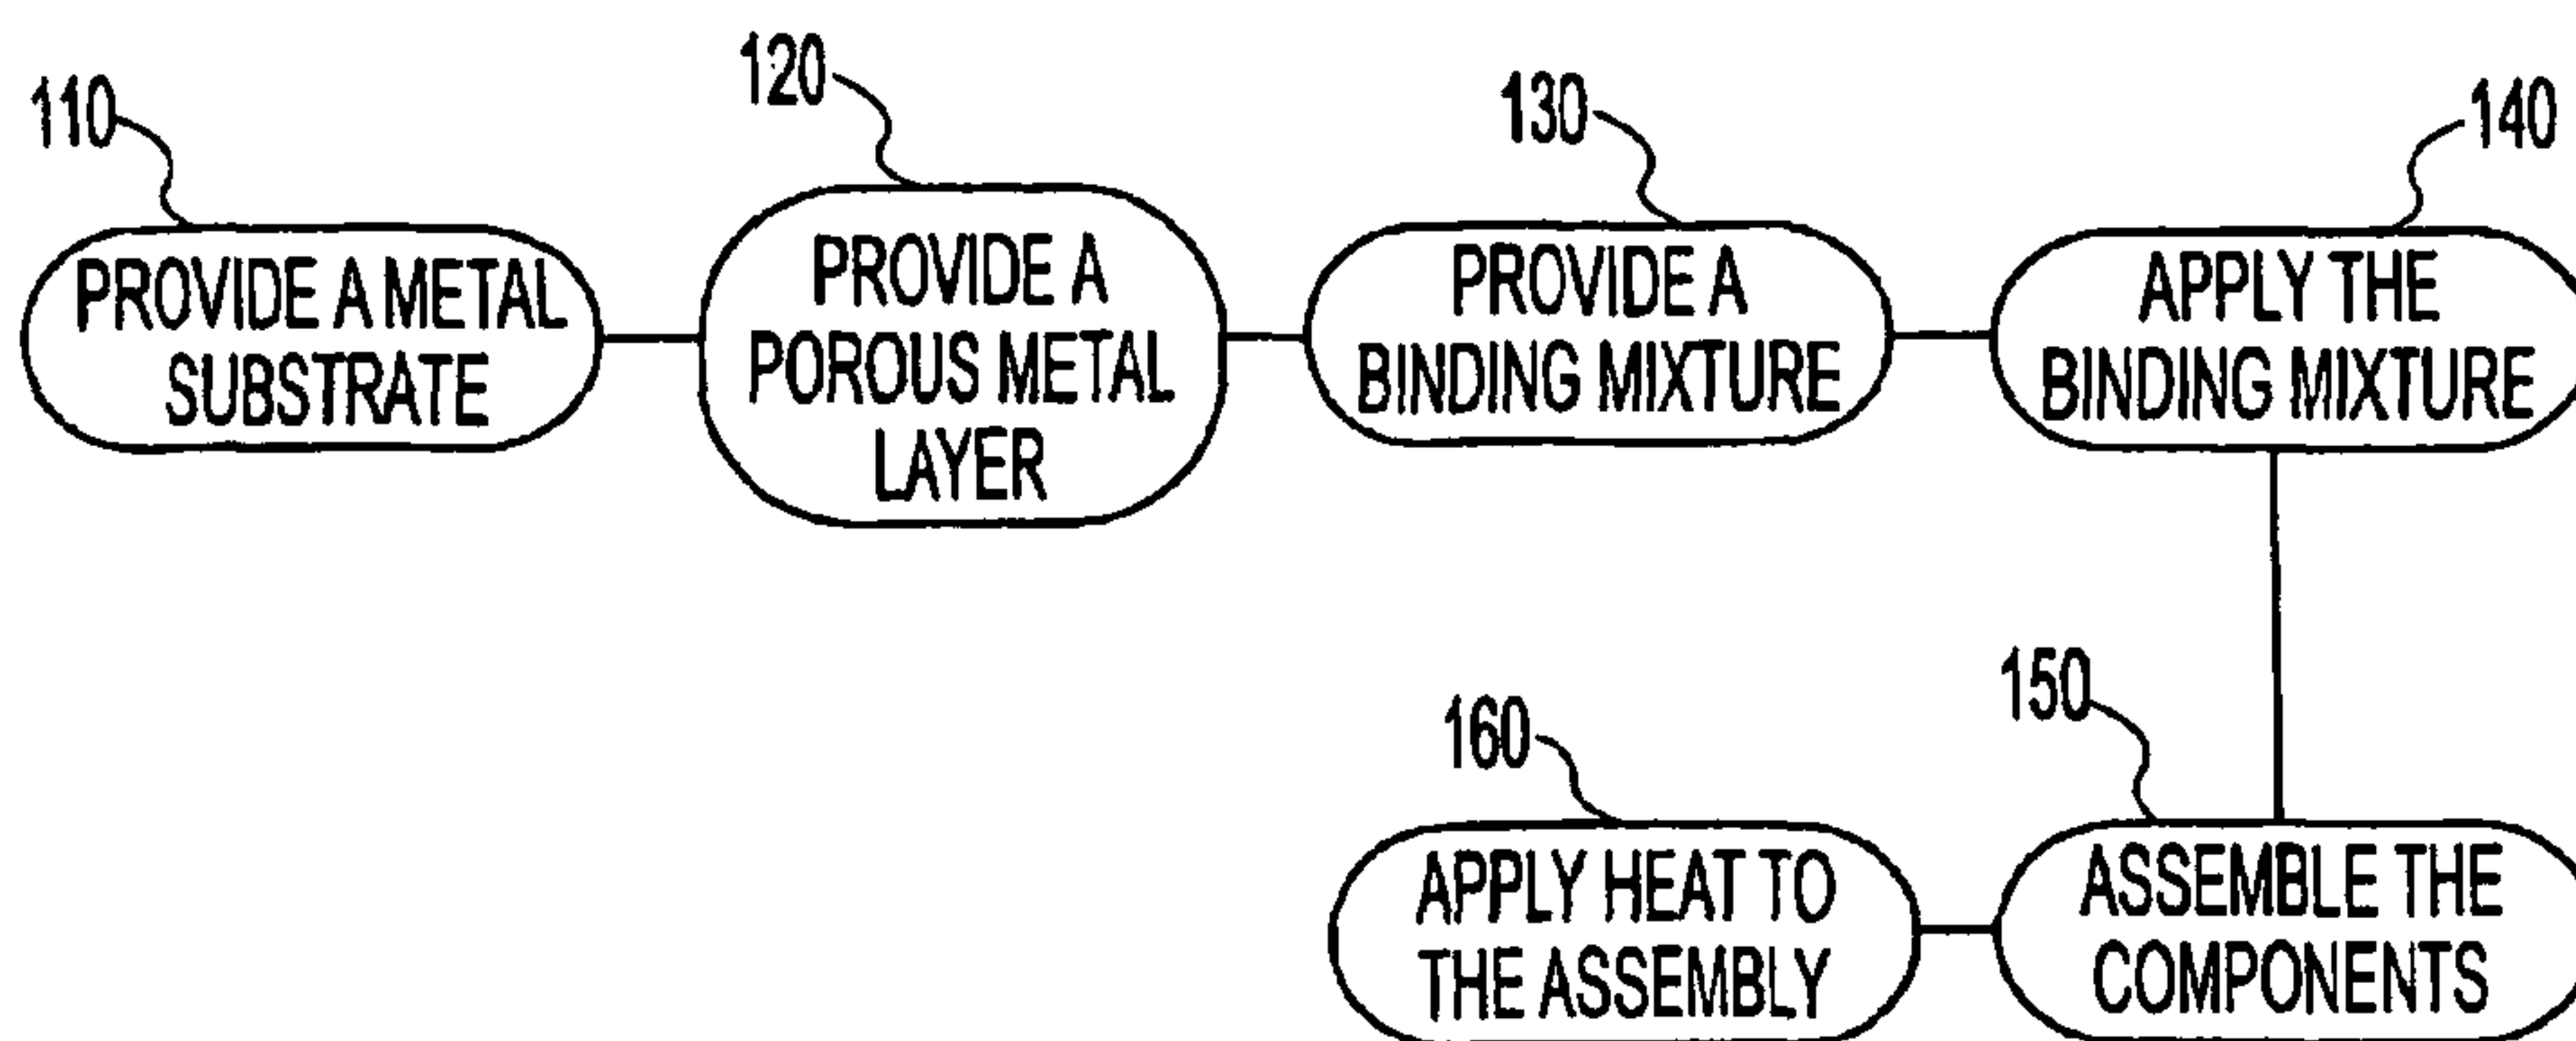 110
PROVIDE A METAL
SUBSTRATE
120
PROVIDE A
POROUS METAL
LAYER
130
PROVIDE A
BINDING MIXTURE
140
APPLY THE
BINDING MIXTURE
150
ASSEMBLE THE
COMPONENTS
160
APPLY HEAT TO
THE ASSEMBLY